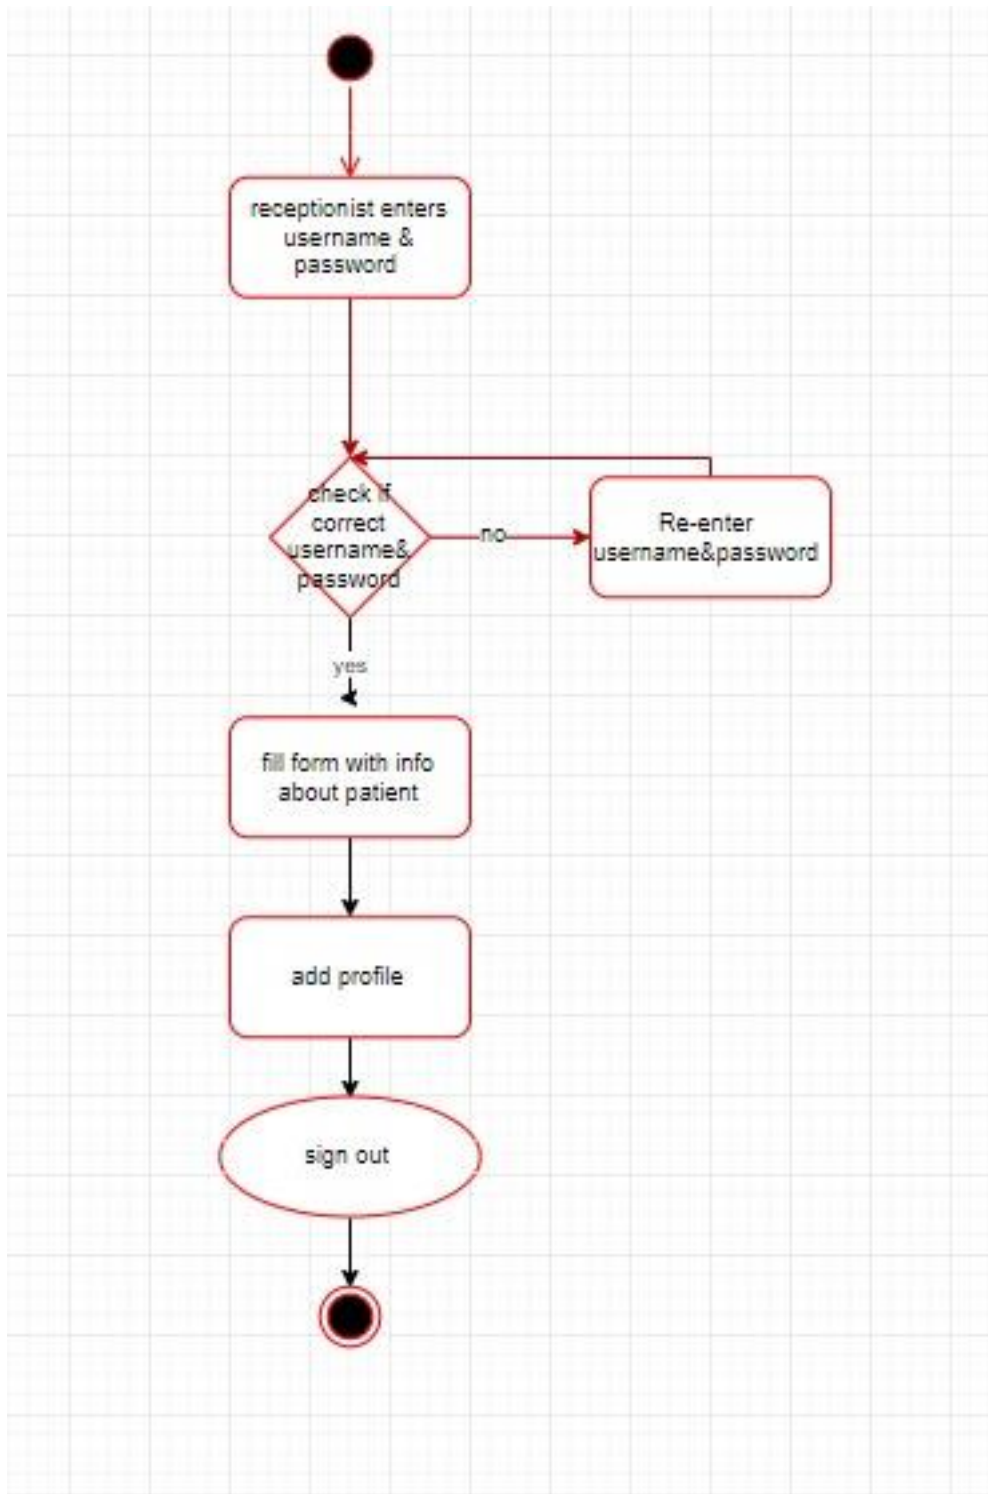 receptionist enters
username &
password
check if
correct
username&
password
no
Re-enter
username&password
yes
fill form with info
about patient
add profile
sign out